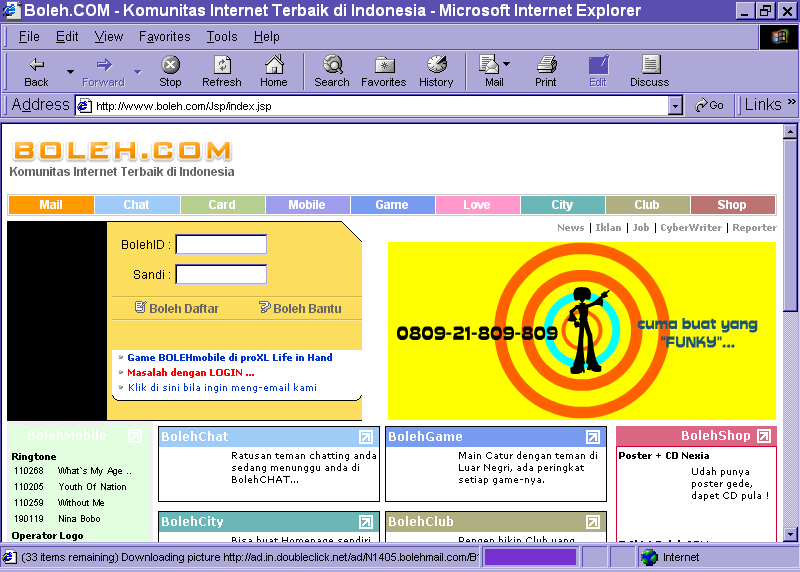 Boleh.COM - Komunitas Internet Terbaik di Indonesia - Microsoft Internet Explorer
File Edit View Favorites Tools Help
Back Forward Stop Refresh Home Search Favorites History Mail Print Edit Discuss
Address http://www.boleh.com/Jsp/index.jsp Go Links »
BOLEH.COM
Komunitas Internet Terbaik di Indonesia
Mail Chat Card Mobile Game Love City Club Shop
News | Iklan | Job | CyberWriter | Reporter
BolehID :
Sandi :
Boleh Daftar Boleh Bantu
Game BOLEHmobile di proXL Life in Hand
Masalah dengan LOGIN ...
Klik di sini bila ingin meng-email kami
0809-21-809-809
cuma buat yang
"FUNKY"...
BolehMobile
Ringtone
110268 What's My Age ..
110205 Youth Of Nation
110259 Without Me
190119 Nina Bobo
Operator Logo
BolehChat
Ratusan teman chatting anda
sedang menunggu anda di
BolehCHAT...
BolehGame
Main Catur dengan teman di
Luar Negri, ada peringkat
setiap game-nya.
BolehShop
Poster + CD Nexia
Udah punya
poster gede,
dapet CD pula !
BolehCity
Bisa buat Homepage sendiri
BolehClub
Pengen bikin Club yang
(33 items remaining) Downloading picture http://ad.in.doubleclick.net/ad/N1405.bolehmail.com/B
Internet